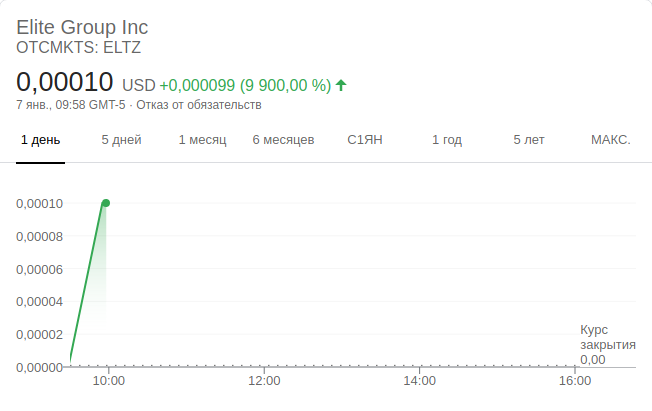 Elite Group Inc
OTCMKTS: ELTZ
0,00010 USD +0,000099 (9 900,00 %)
7 янв., 09:58 GMT-5 · Отказ от обязательств
1 день 5 дней 1 месяц 6 месяцев С1ЯН 1 год 5 лет МАКС.
0,00010
0,00008
0,00006
0,00004
0,00002
0,00000
Курс
закрытия
0,00
10:00 12:00 14:00 16:00